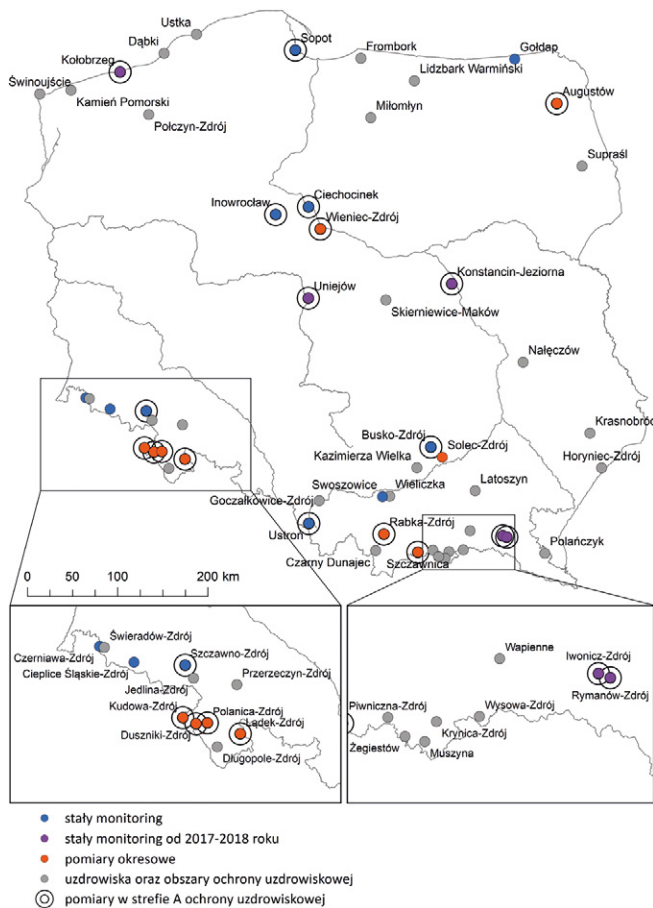 Ustka
Sopot
Dąbki
Frombork
Gołdap
Kołobrzeg
Lidzbark Warmiński
Świnoujście
Augustów
Kamień Pomorski
Miłomłyn
Połczyn-Zdrój
Supraśl
Ciechocinek
Inowrocław
Wieniec-Zdrój
Konstancin-Jeziorna
Uniejów
Skierniewice-Maków
Nałęczów
Krasnobród
Busko-Zdrój
Solec-Zdrój
Kazimierza Wielka
Horyniec-Zdrój
Latoszyn
Swoszowice
Wieliczka
Goczałkowice-Zdrój
Rabka-Zdrój
Ustroń
Polańczyk
Czarny Dunajec
Szczawnica
0 50 100 200 km
Świeradów-Zdrój
Czerniawa-Zdrój
Szczawno-Zdrój
Cieplice Śląskie-Zdrój
Przerzeczyn-Zdrój
Jedlina-Zdrój
Kudowa-Zdrój
Polanica-Zdrój
Lądek-Zdrój
Duszniki-Zdrój
Długopole-Zdrój
Wapienne
Iwonicz-Zdrój
Rymanów-Zdrój
Piwniczna-Zdrój
Wysowa-Zdrój
Krynica-Zdrój
Żegiestów
Muszyna
stały monitoring
stały monitoring od 2017-2018 roku
pomiary okresowe
uzdrowiska oraz obszary ochrony uzdrowiskowej
pomiary w strefie A ochrony uzdrowiskowej